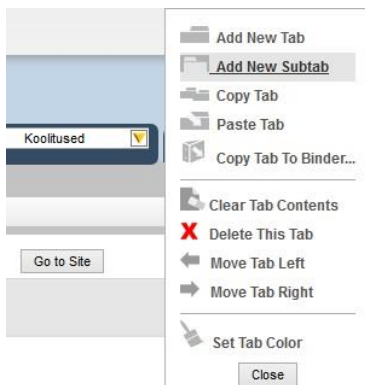 Add New Tab
Add New Subtab
Copy Tab
Koolitused
Paste Tab
Copy Tab To Binder...
Clear Tab Contents
Delete This Tab
Go to Site
Move Tab Left
Move Tab Right
Set Tab Color
Close